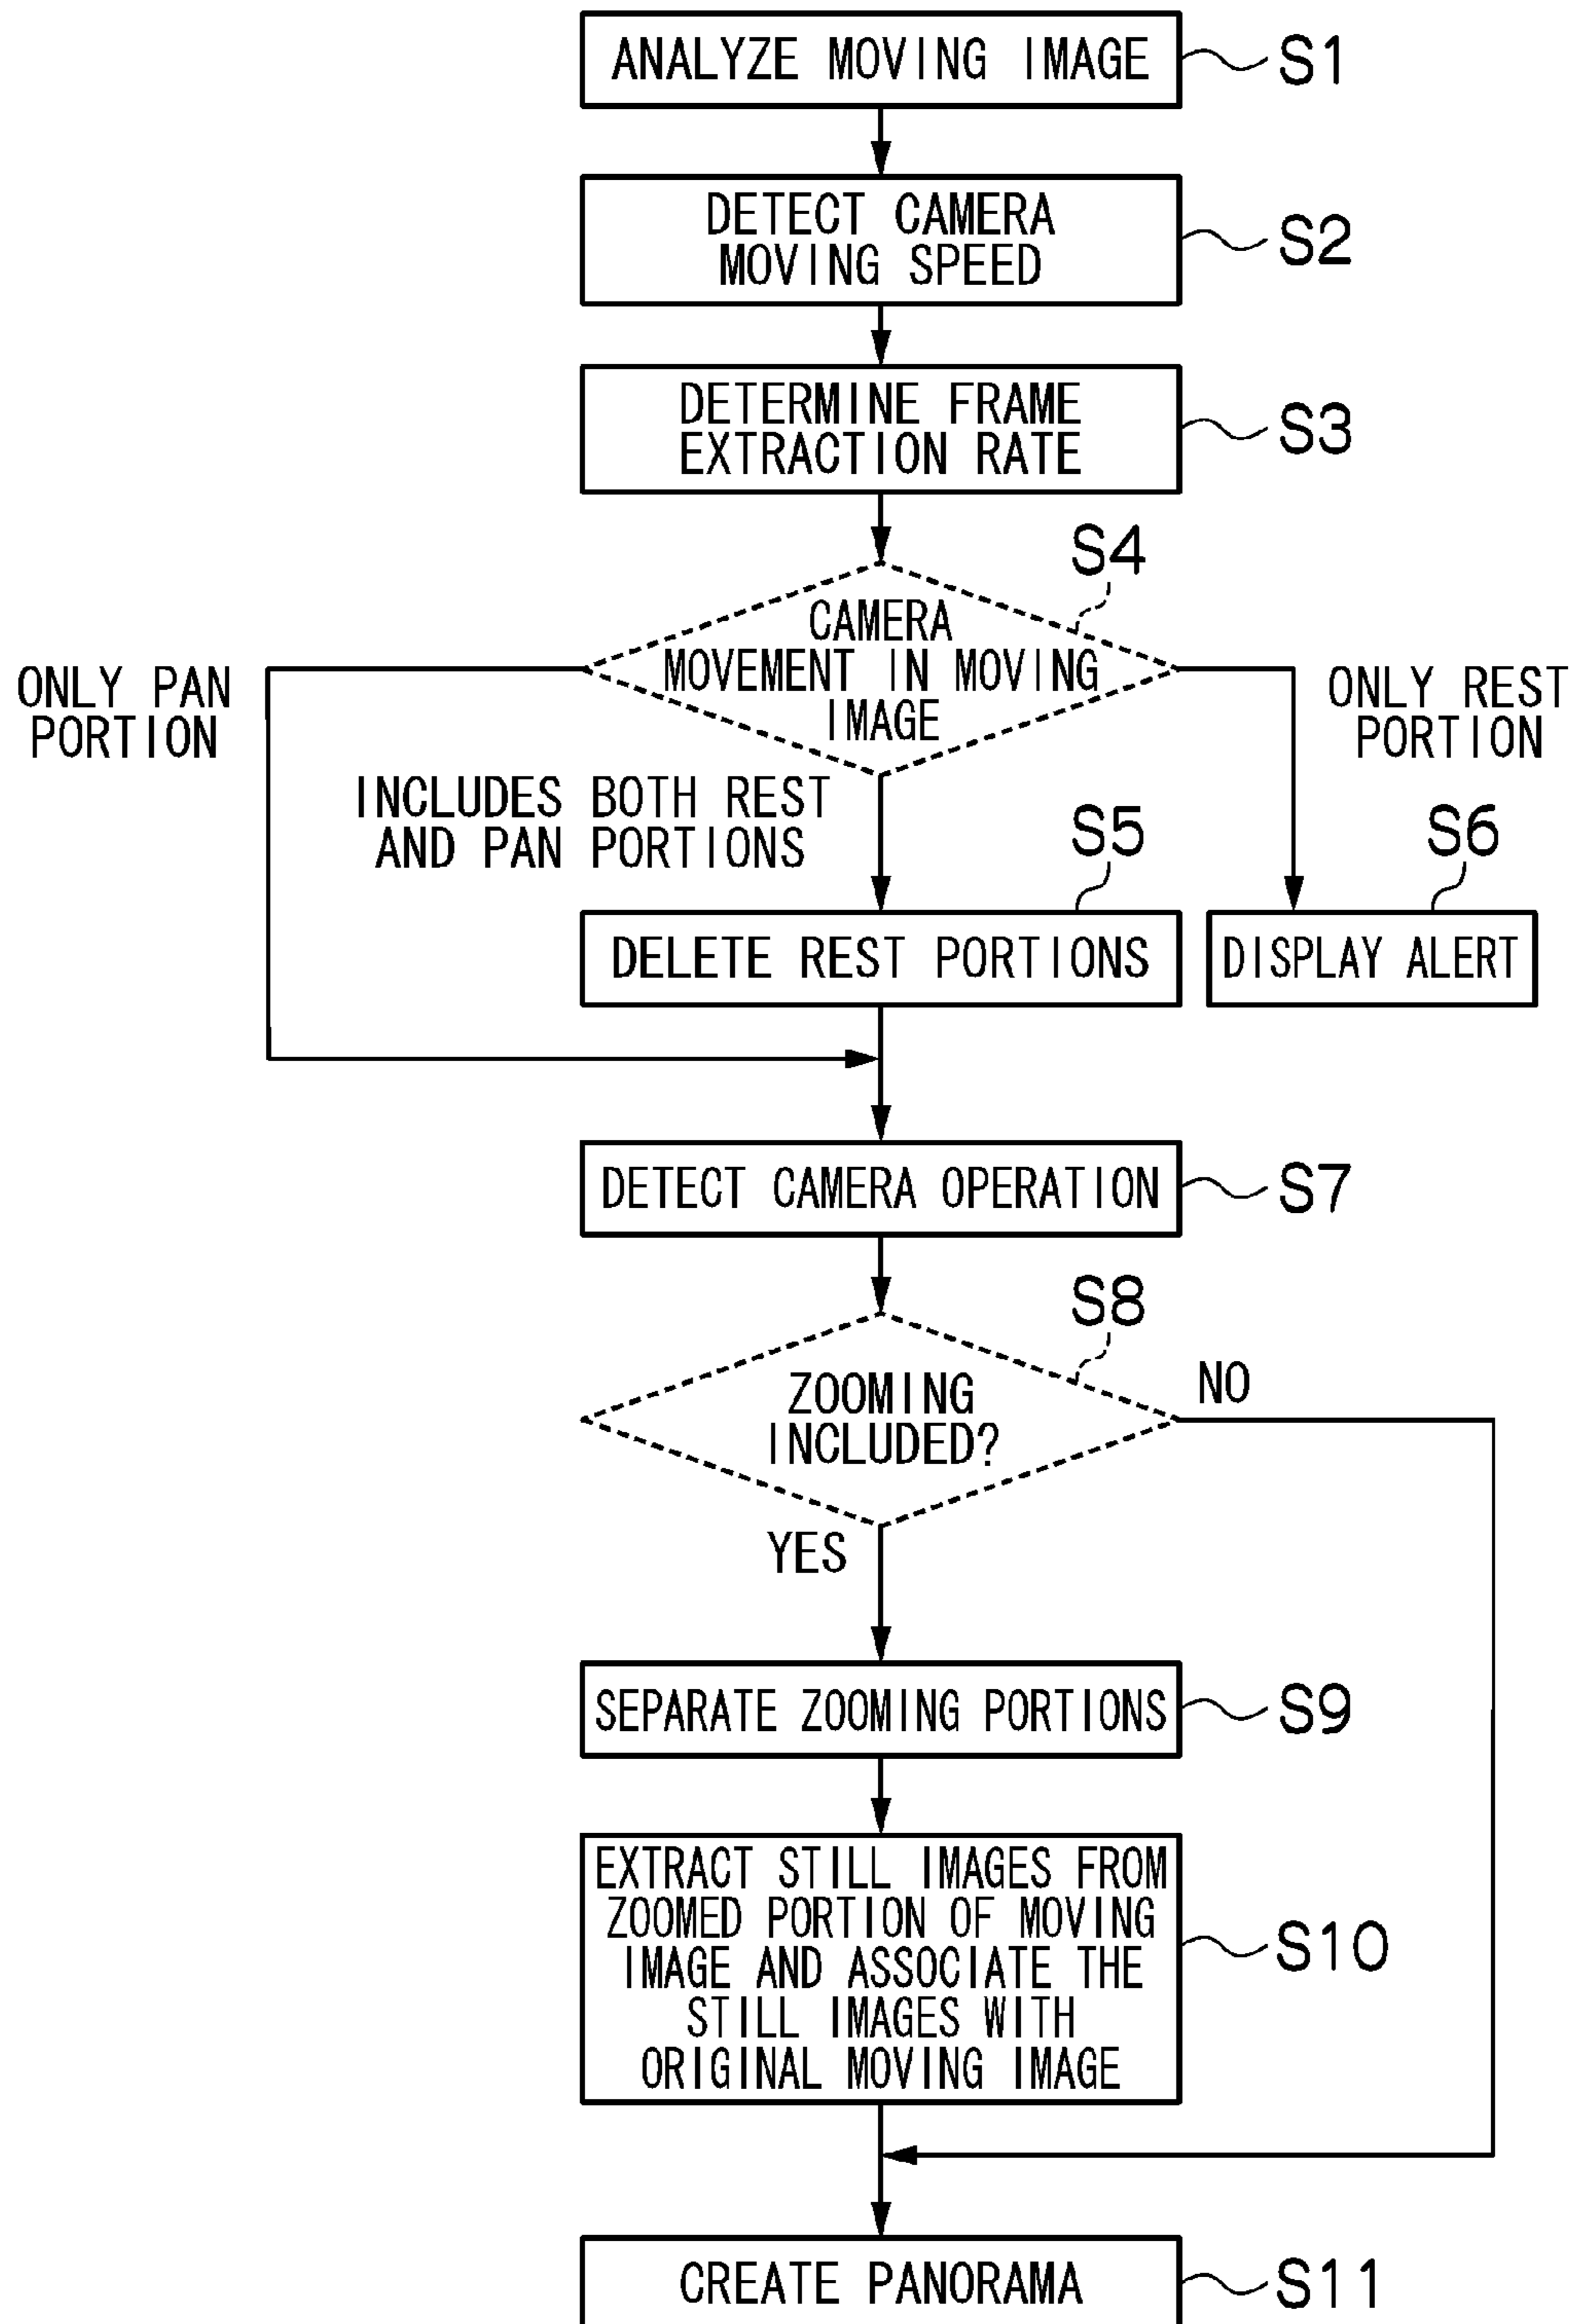 ANALYZE MOVING IMAGE
S1
DETECT CAMERA
MOVING SPEED
S2
DETERMINE FRAME
EXTRACTION RATE
S3
S4
CAMERA
MOVEMENT IN MOVING
IMAGE
ONLY PAN
PORTION
ONLY REST
PORTION
INCLUDES BOTH REST
AND PAN PORTIONS
S5
S6
DELETE REST PORTIONS
DISPLAY ALERT
DETECT CAMERA OPERATION
S7
S8
ZOOMING
INCLUDED?
NO
YES
SEPARATE ZOOMING PORTIONS
S9
EXTRACT STILL IMAGES FROM
ZOOMED PORTION OF MOVING
IMAGE AND ASSOCIATE THE
STILL IMAGES WITH
ORIGINAL MOVING IMAGE
S10
CREATE PANORAMA
S11